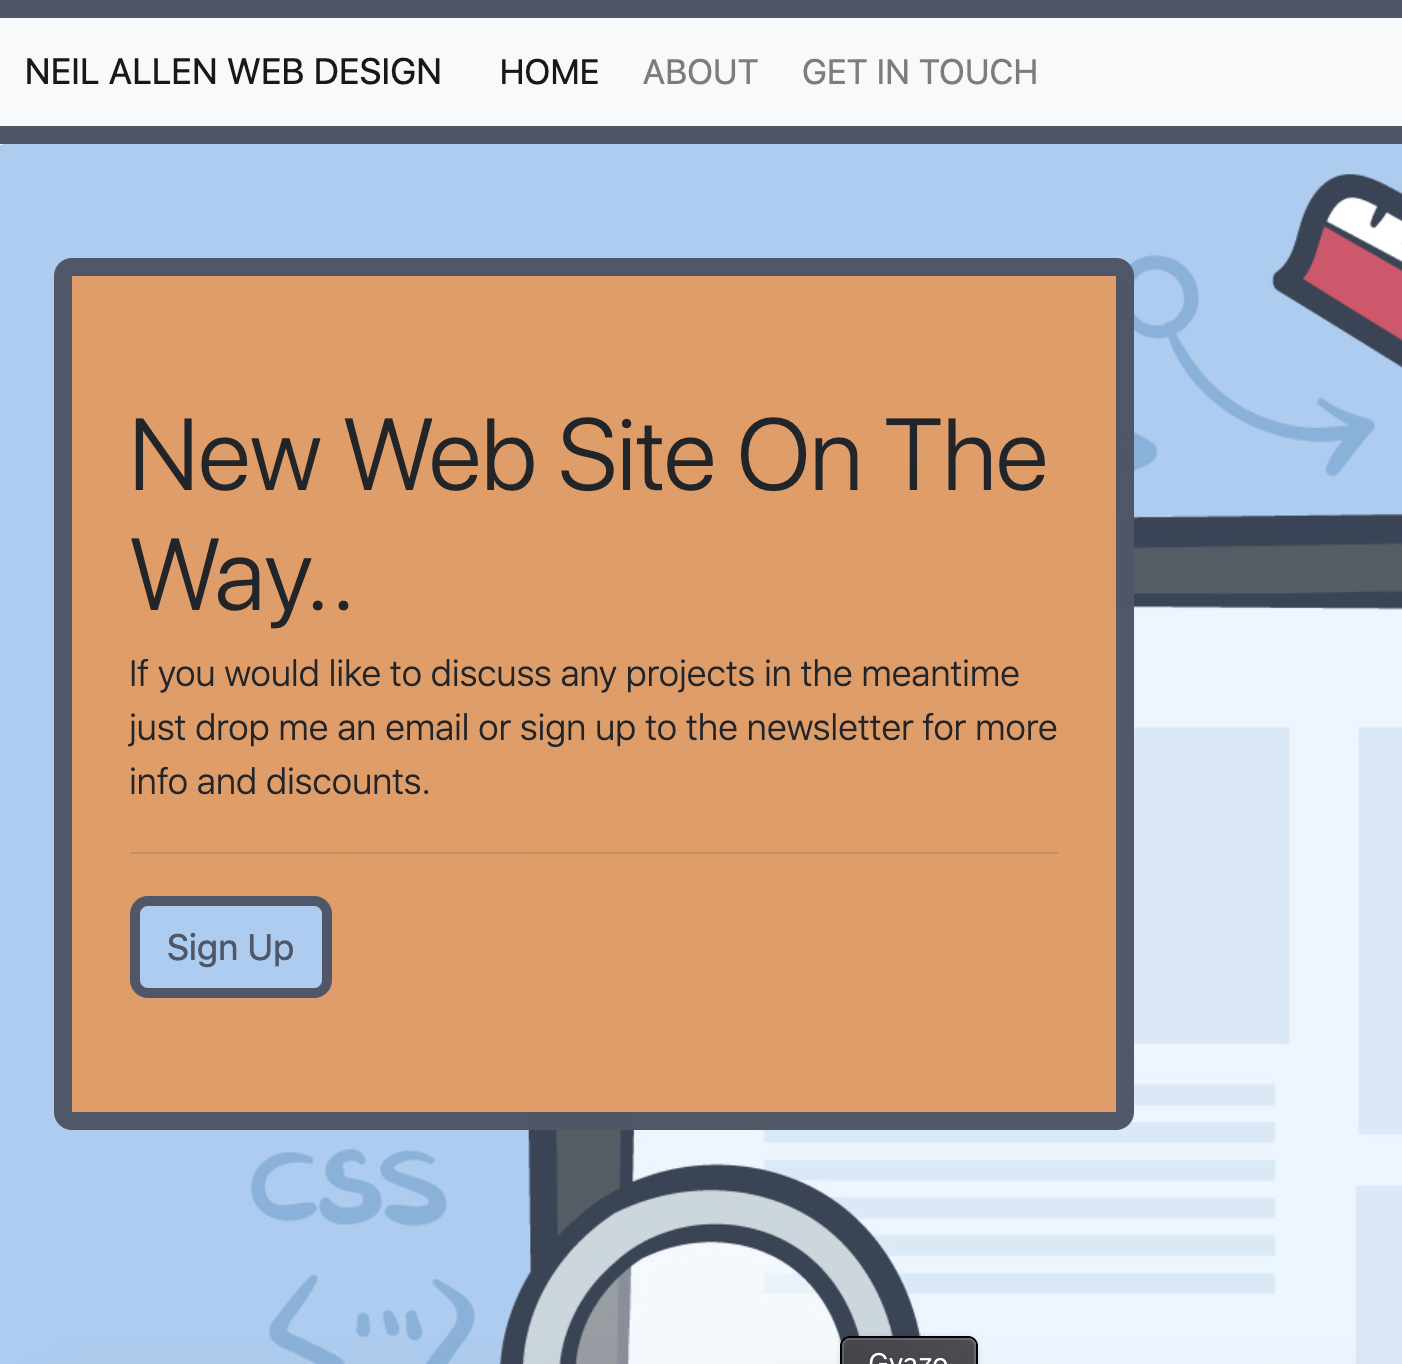 NEIL ALLEN WEB DESIGN HOME ABOUT GET IN TOUCH
New Web Site On The
Way..
If you would like to discuss any projects in the meantime
just drop me an email or sign up to the newsletter for more
info and discounts.
Sign Up
CSS
<...>
Gyazo